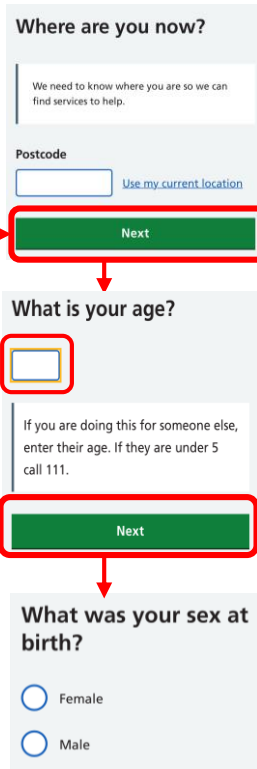 Where are you now?
We need to know where you are so we can
find services to help.
Postcode
Use my current location
Next
What is your age?
If you are doing this for someone else,
enter their age. If they are under 5
call 111.
Next
What was your sex at
birth?
Female
Male